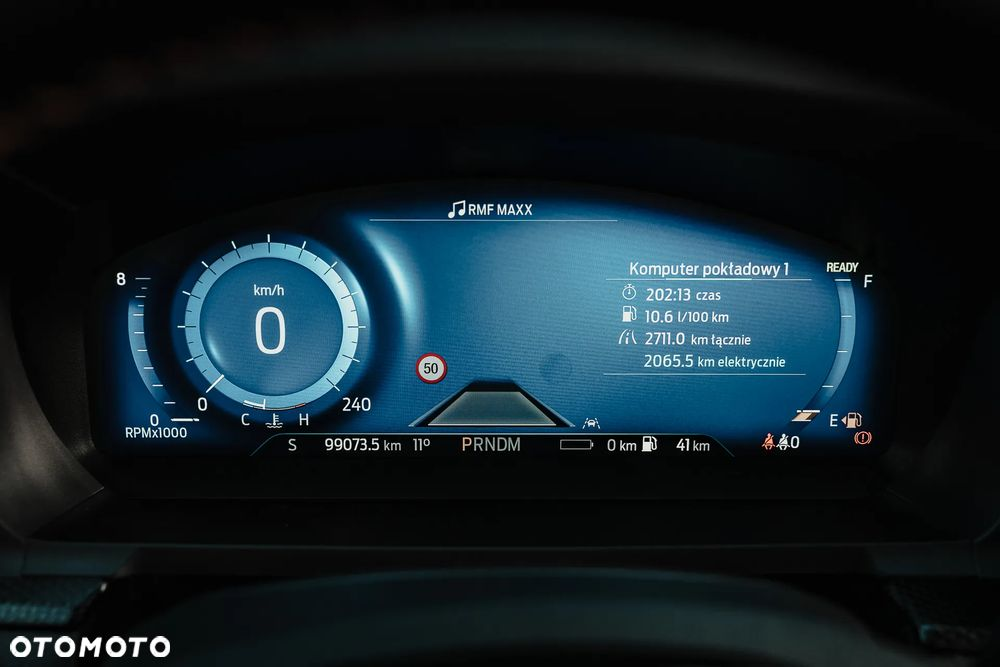 RMF MAXX
Komputer pokładowy 1
READY
202:13 czas
10.6 l/100 km
2711.0 km łącznie
2065.5 km elektrycznie
F
E
8
0
RPMx1000
km/h
0
0
240
C
H
50
S 99073.5 km 11° PRNDM 0 km 41 km
0
OTOMOTO